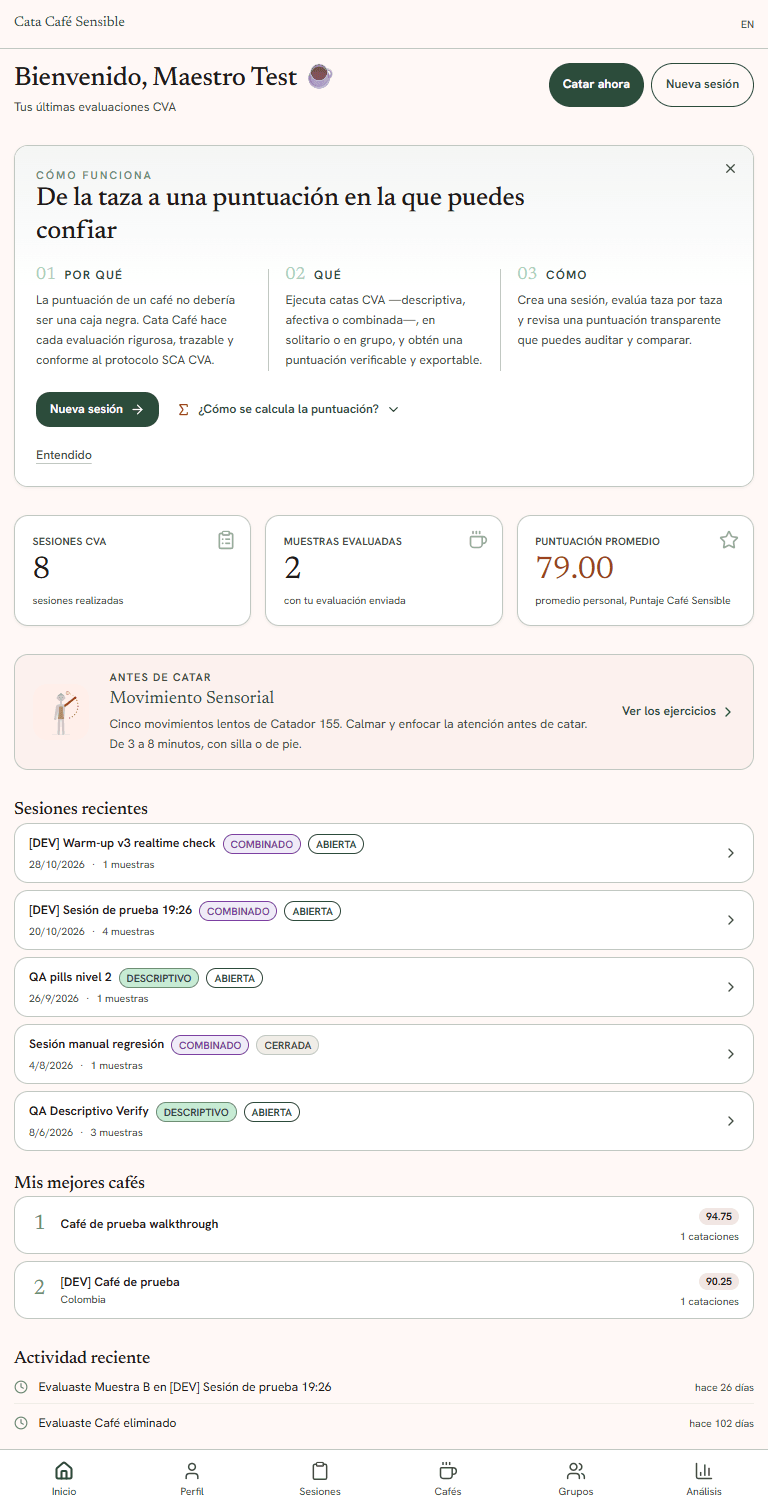 Cata Café Sensible
EN
Bienvenido, Maestro Test
Tus últimas evaluaciones CVA
Catar ahora
Nueva sesión
CÓMO FUNCIONA
De la taza a una puntuación en la que puedes
confiar
01 POR QUÉ
La puntuación de un café no debería
ser una caja negra. Cata Café hace
cada evaluación rigurosa, trazable y
conforme al protocolo SCA CVA.
02 QUÉ
Ejecuta catas CVA —descriptiva,
afectiva o combinada—, en
solitario o en grupo, y obtén una
puntuación verificable y exportable.
03 CÓMO
Crea una sesión, evalúa taza por taza
y revisa una puntuación transparente
que puedes auditar y comparar.
Nueva sesión
Σ ¿Cómo se calcula la puntuación?
Entendido
SESIONES CVA
8
sesiones realizadas
MUESTRAS EVALUADAS
2
con tu evaluación enviada
PUNTUACIÓN PROMEDIO
79.00
promedio personal, Puntaje Café Sensible
ANTES DE CATAR
Movimiento Sensorial
Cinco movimientos lentos de Catador 155. Calmar y enfocar la atención antes de catar.
De 3 a 8 minutos, con silla o de pie.
Ver los ejercicios
Sesiones recientes
[DEV] Warm-up v3 realtime check COMBINADO ABIERTA
28/10/2026 · 1 muestras
[DEV] Sesión de prueba 19:26 COMBINADO ABIERTA
20/10/2026 · 4 muestras
QA pills nivel 2 DESCRIPTIVO ABIERTA
26/9/2026 · 1 muestras
Sesión manual regresión COMBINADO CERRADA
4/8/2026 · 1 muestras
QA Descriptivo Verify DESCRIPTIVO ABIERTA
8/6/2026 · 3 muestras
Mis mejores cafés
1 Café de prueba walkthrough
94.75
1 cataciones
2 [DEV] Café de prueba
Colombia
90.25
1 cataciones
Actividad reciente
Evaluaste Muestra B en [DEV] Sesión de prueba 19:26 hace 26 días
Evaluaste Café eliminado hace 102 días
Inicio
Perfil
Sesiones
Cafés
Grupos
Análisis